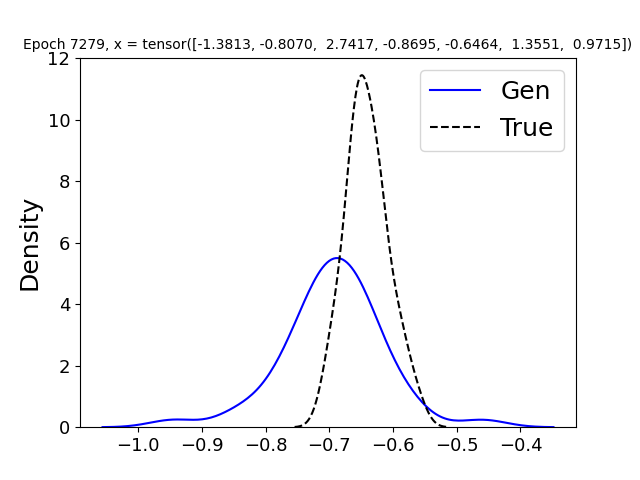 Epoch 7279, x = tensor([-1.3813, -0.8070,  2.7417, -0.8695, -0.6464,  1.3551,  0.9715])
12
10
8
6
4
2
0
Density
Gen
True
−1.0 −0.9 −0.8 −0.7 −0.6 −0.5 −0.4